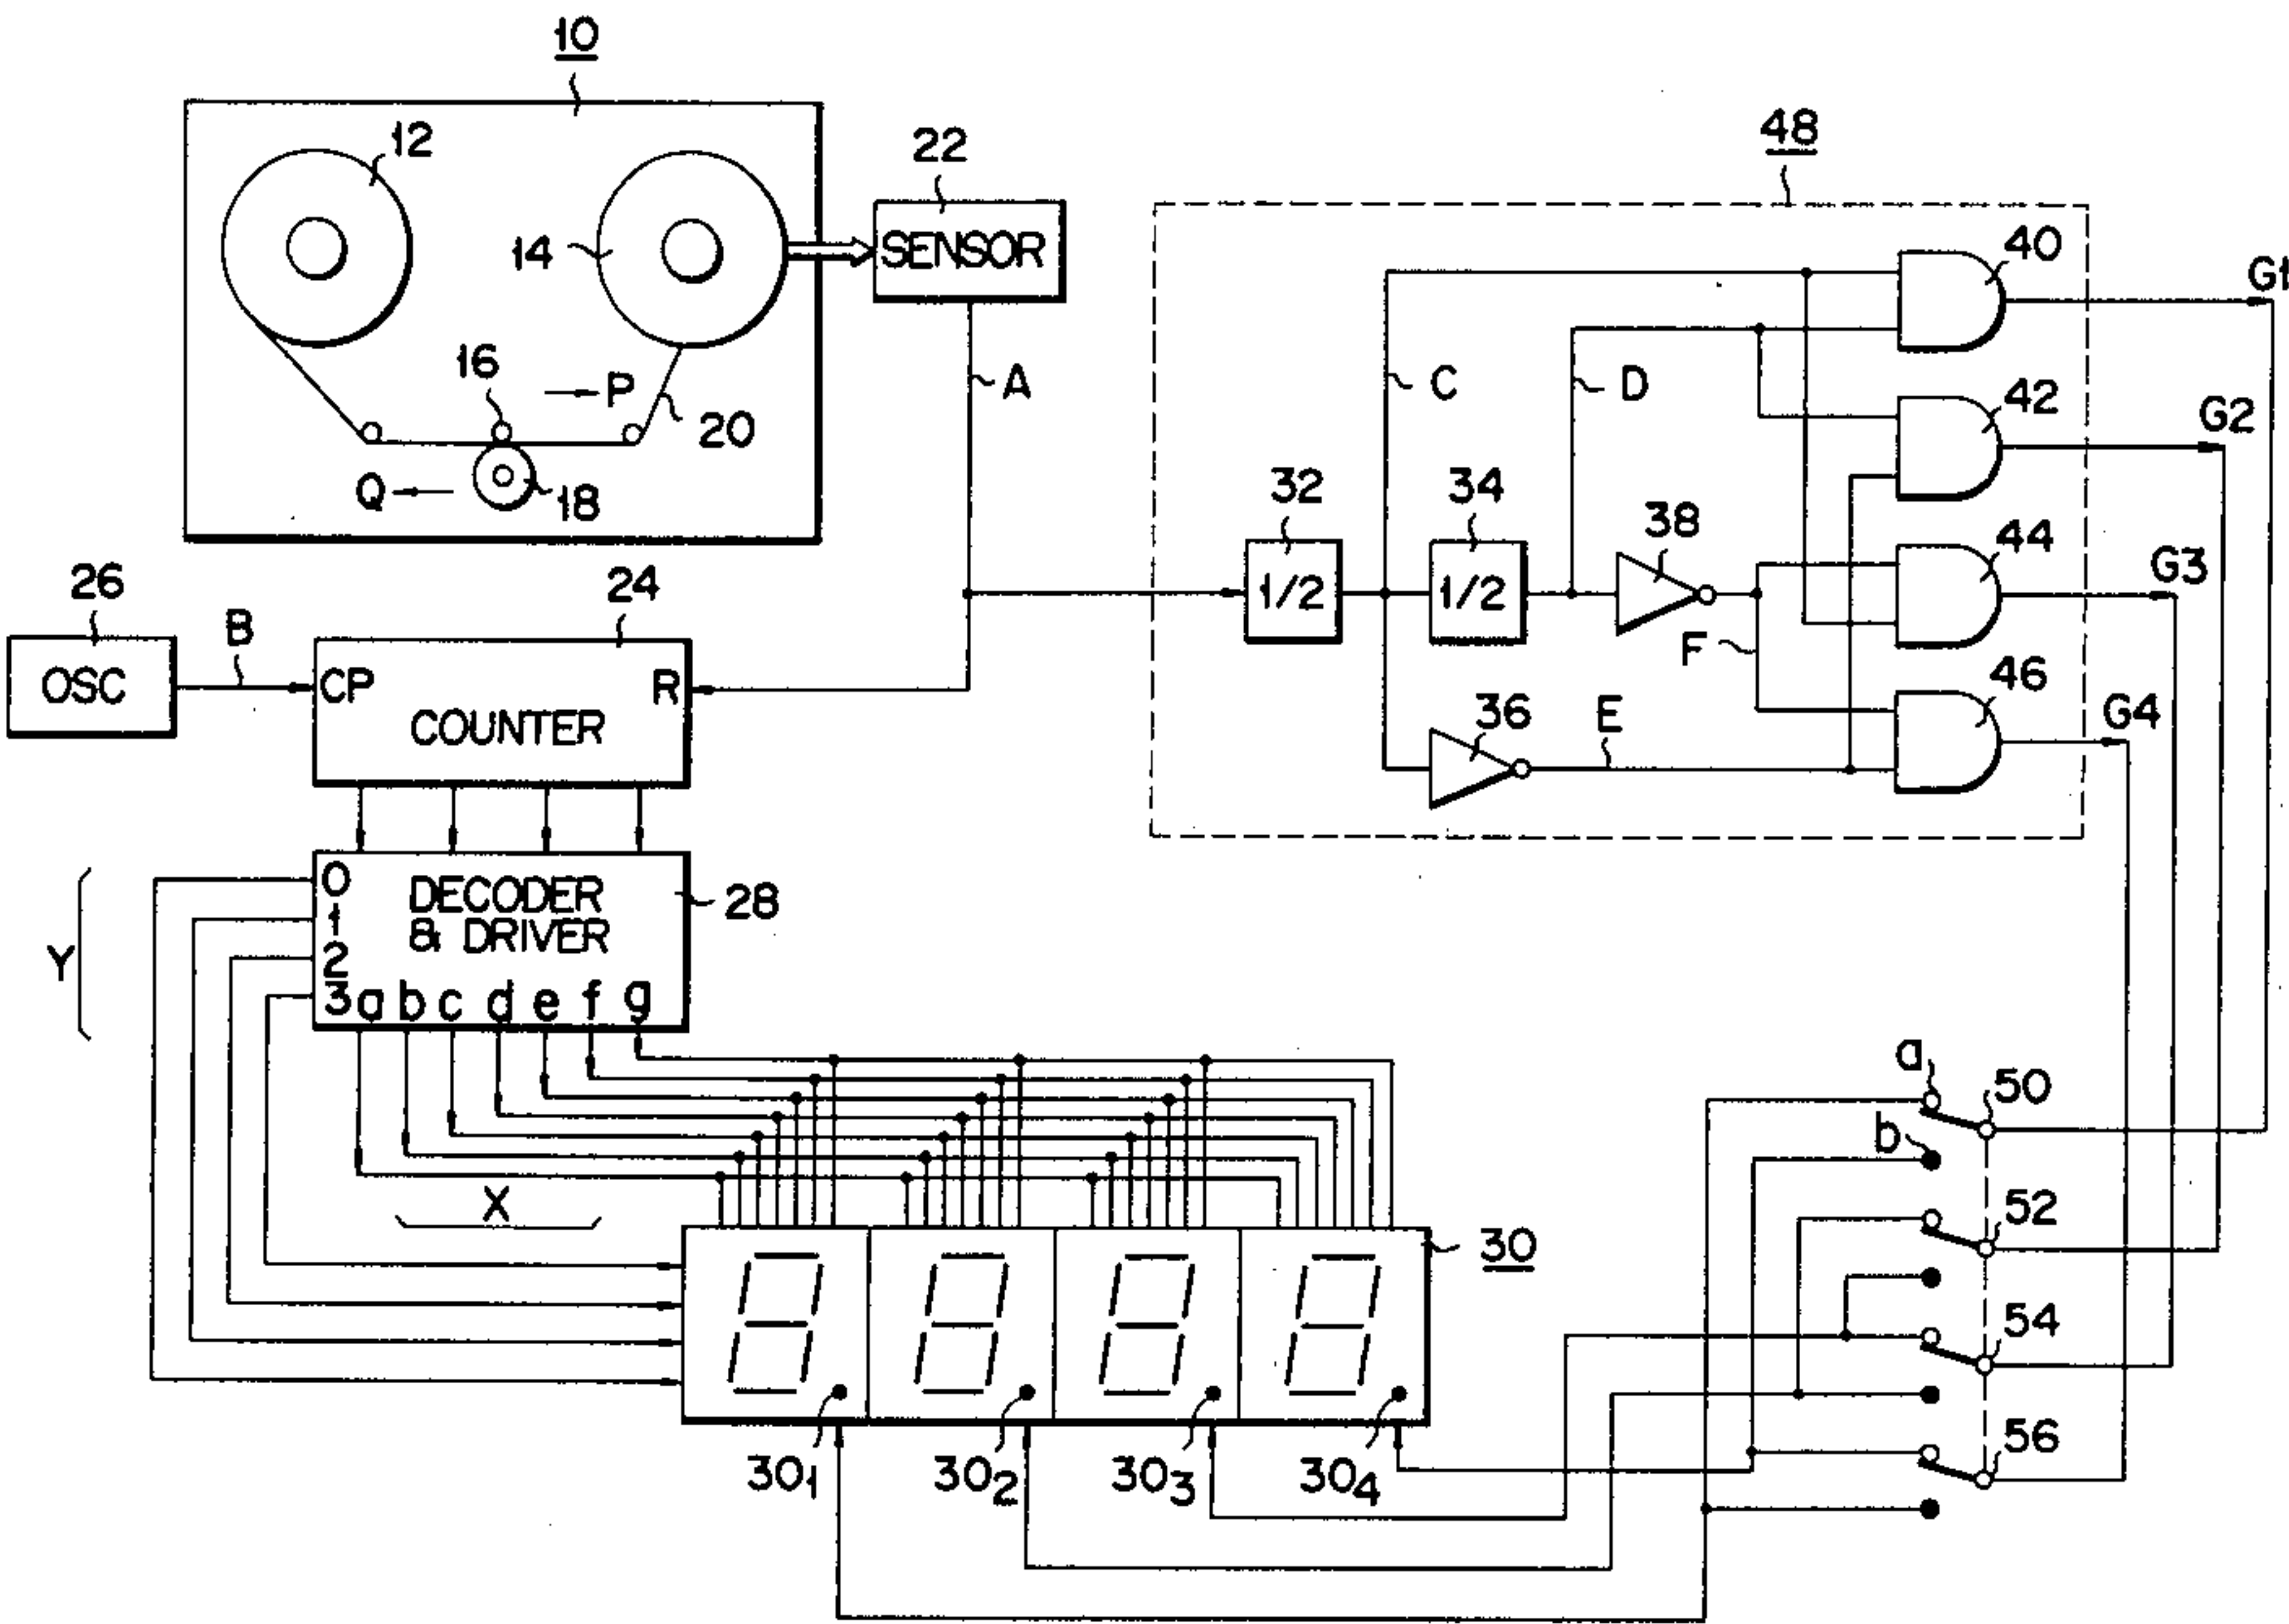 10
12
14
16
P
20
Q
18
22
SENSOR
A
48
40
G1
C
D
42
G2
32
1/2
34
1/2
38
44
G3
F
46
G4
36
E
26
OSC
B
24
CP
R
COUNTER
Y
0
1
2
3
DECODER
& DRIVER
28
a b c d e f g
X
30
30₁
30₂
30₃
30₄
a
b
50
52
54
56